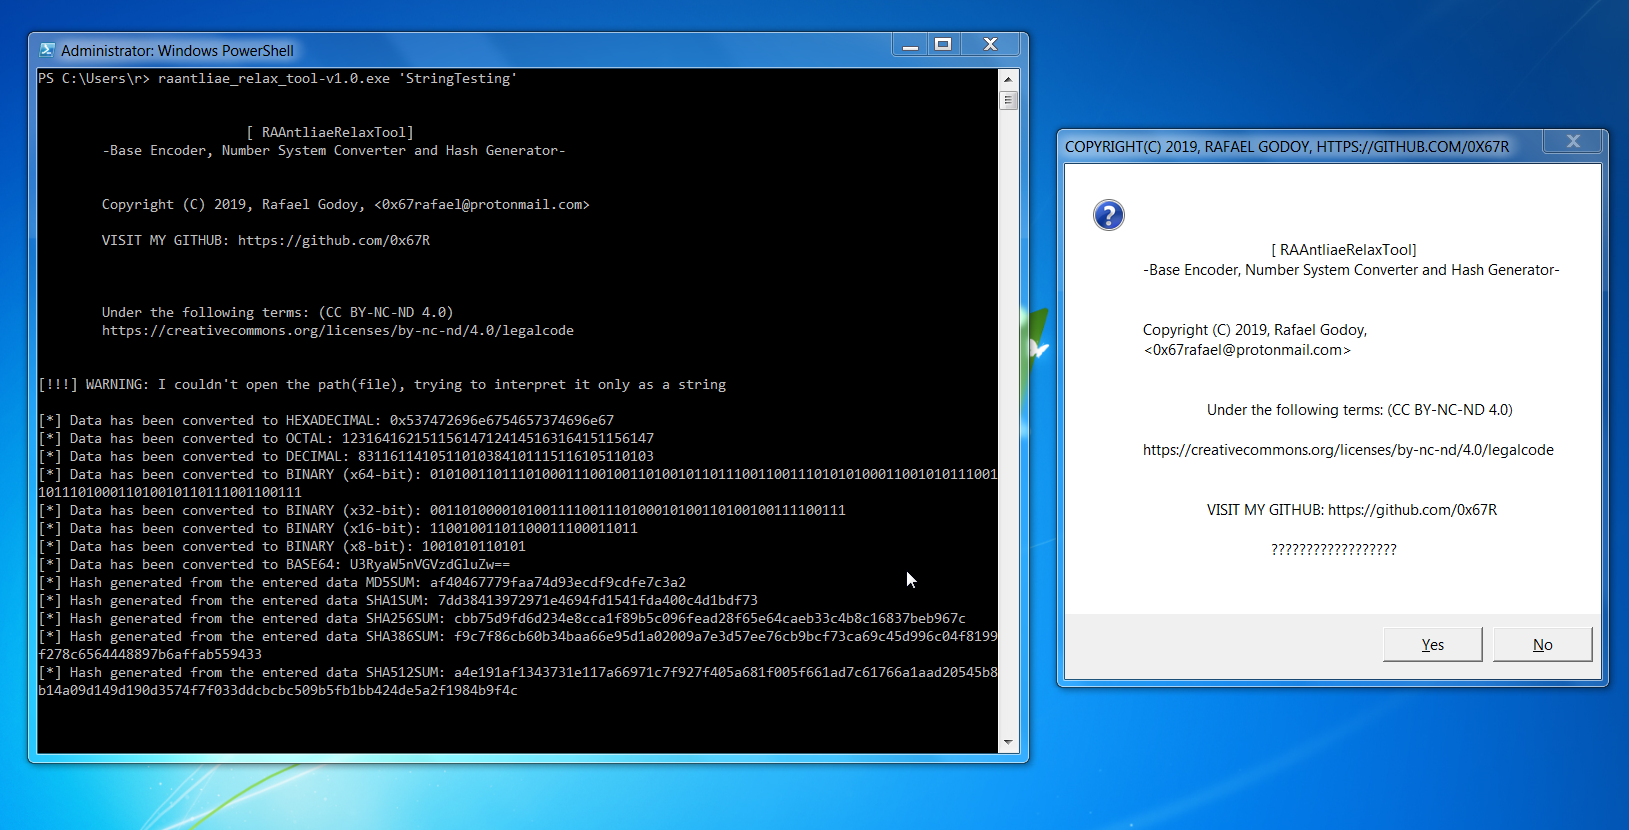 Administrator: Windows PowerShell
PS C:\Users\r> raantliae_relax_tool-v1.0.exe 'StringTesting'
[ RAAntliaeRelaxTool]
-Base Encoder, Number System Converter and Hash Generator-
Copyright (C) 2019, Rafael Godoy, <0x67rafael@protonmail.com>
VISIT MY GITHUB: https://github.com/0x67R
Under the following terms: (CC BY-NC-ND 4.0)
https://creativecommons.org/licenses/by-nc-nd/4.0/legalcode
[!!!] WARNING: I couldn't open the path(file), trying to interpret it only as a string
[*] Data has been converted to HEXADECIMAL: 0x537472696e6754657374696e67
[*] Data has been converted to OCTAL: 123164162151156147124145163164151156147
[*] Data has been converted to DECIMAL: 8311611410511010384101115116105110103
[*] Data has been converted to BINARY (x64-bit): 01010011011101000111001001101001011011100110011101010100011001010111001
101110100011010010110111001100111
[*] Data has been converted to BINARY (x32-bit): 0011010000101001111001110100010100110100100111100111
[*] Data has been converted to BINARY (x16-bit): 11001001101100011100011011
[*] Data has been converted to BINARY (x8-bit): 1001010110101
[*] Data has been converted to BASE64: U3RyaW5nVGVzdGluZw==
[*] Hash generated from the entered data MD5SUM: af40467779faa74d93ecdf9cdfe7c3a2
[*] Hash generated from the entered data SHA1SUM: 7dd38413972971e4694fd1541fda400c4d1bdf73
[*] Hash generated from the entered data SHA256SUM: cbb75d9fd6d234e8cca1f89b5c096fead28f65e64caeb33c4b8c16837beb967c
[*] Hash generated from the entered data SHA386SUM: f9c7f86cb60b34baa66e95d1a02009a7e3d57ee76cb9bcf73ca69c45d996c04f8199
f278c6564448897b6affab559433
[*] Hash generated from the entered data SHA512SUM: a4e191af1343731e117a66971c7f927f405a681f005f661ad7c61766a1aad20545b8
b14a09d149d190d3574f7f033ddcbcbc509b5fb1bb424de5a2f1984b9f4c
COPYRIGHT(C) 2019, RAFAEL GODOY, HTTPS://GITHUB.COM/0X67R
[ RAAntliaeRelaxTool]
-Base Encoder, Number System Converter and Hash Generator-
Copyright (C) 2019, Rafael Godoy,
<0x67rafael@protonmail.com>
Under the following terms: (CC BY-NC-ND 4.0)
https://creativecommons.org/licenses/by-nc-nd/4.0/legalcode
VISIT MY GITHUB: https://github.com/0x67R
??????????????????
Yes
No